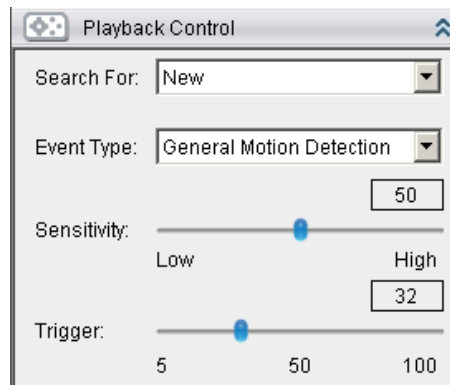 Playback Control
Search For: New
Event Type: General Motion Detection
50
Sensitivity:
Low High
32
Trigger:
5 50 100